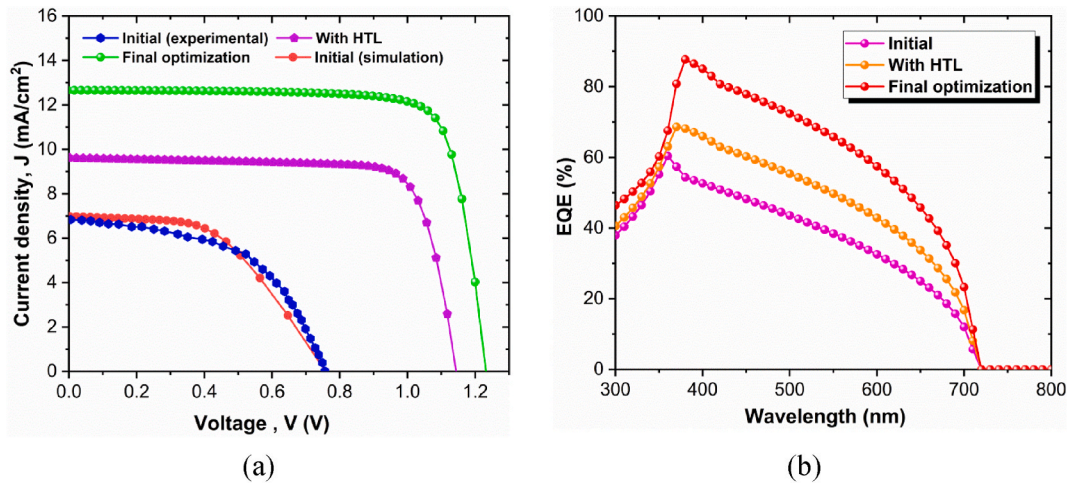 Current density, J (mA/cm²)
16
14
12
10
8
6
4
2
0
Initial (experimental)
With HTL
Final optimization
Initial (simulation)
0.0 0.2 0.4 0.6 0.8 1.0 1.2
Voltage , V (V)
(a)
EQE (%)
100
80
60
40
20
0
Initial
With HTL
Final optimization
300 400 500 600 700 800
Wavelength (nm)
(b)